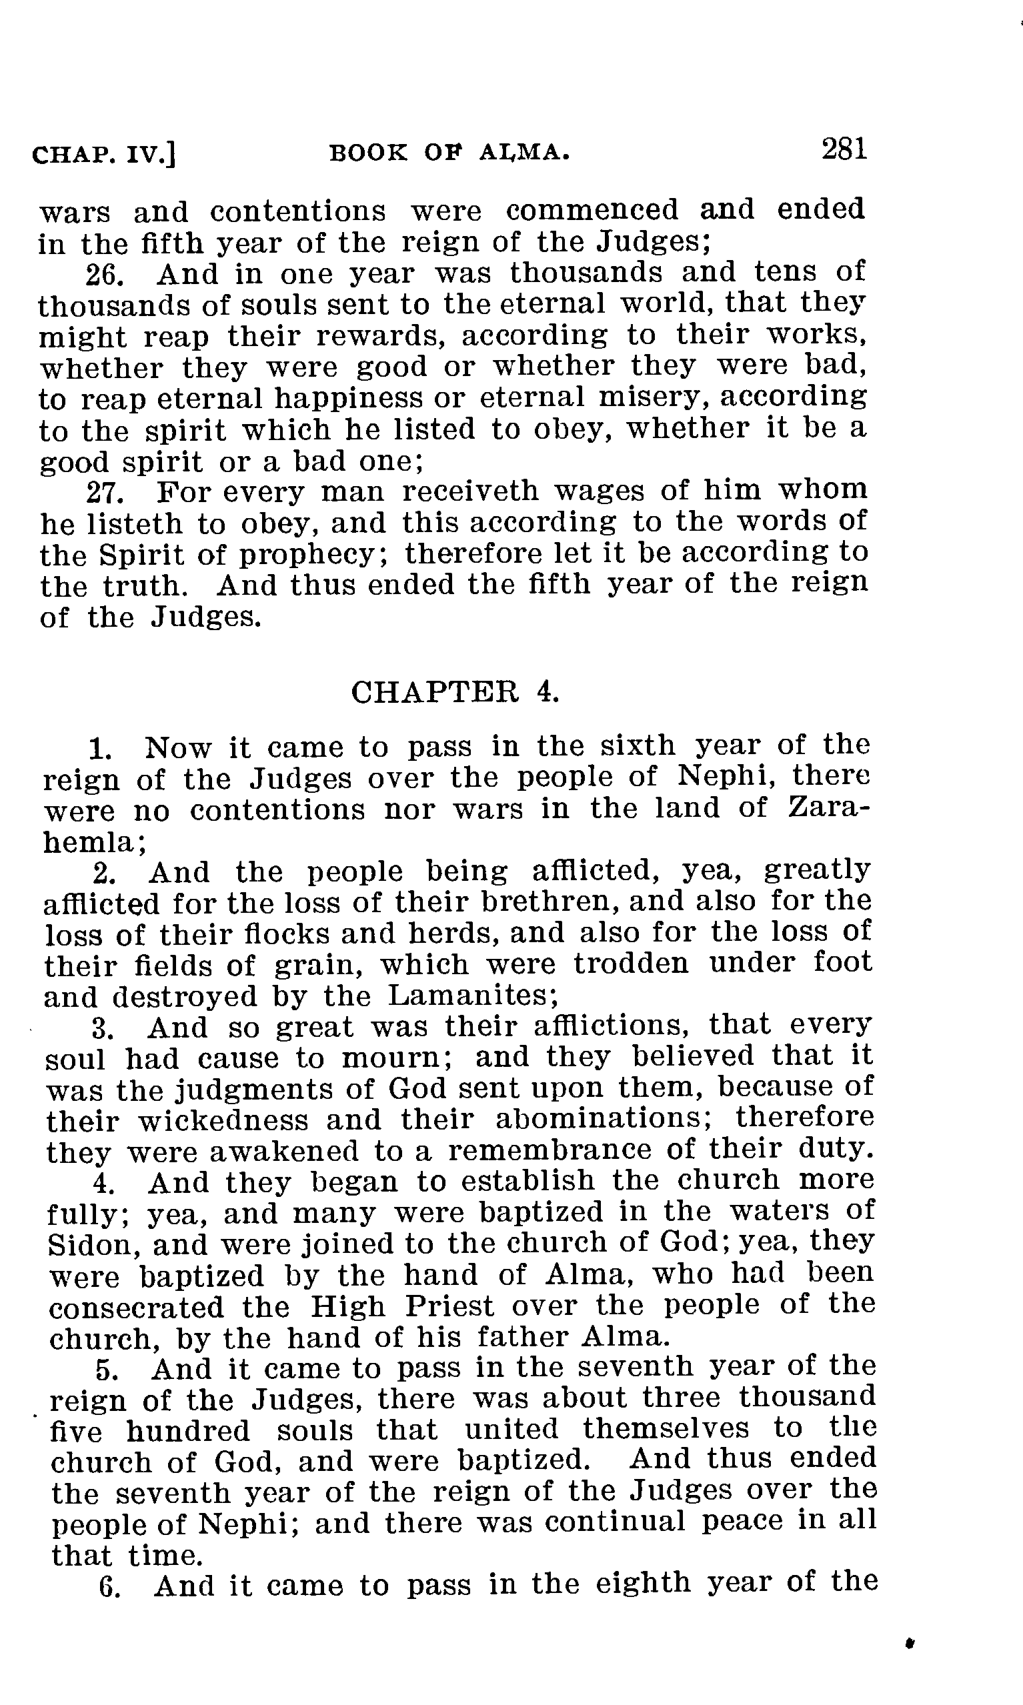 CHAP. IV.] BOOK OF ALMA. 281
wars and contentions were commenced and ended
in the fifth year of the reign of the Judges;
26. And in one year was thousands and tens of
thousands of souls sent to the eternal world, that they
might reap their rewards, according to their works,
whether they were good or whether they were bad,
to reap eternal happiness or eternal misery, according
to the spirit which he listed to obey, whether it be a
good spirit or a bad one;
27. For every man receiveth wages of him whom
he listeth to obey, and this according to the words of
the Spirit of prophecy; therefore let it be according to
the truth. And thus ended the fifth year of the reign
of the Judges.
CHAPTER 4.
1. Now it came to pass in the sixth year of the
reign of the Judges over the people of Nephi, there
were no contentions nor wars in the land of Zara-
hemla;
2. And the people being afflicted, yea, greatly
afflicted for the loss of their brethren, and also for the
loss of their flocks and herds, and also for the loss of
their fields of grain, which were trodden under foot
and destroyed by the Lamanites;
3. And so great was their afflictions, that every
soul had cause to mourn; and they believed that it
was the judgments of God sent upon them, because of
their wickedness and their abominations; therefore
they were awakened to a remembrance of their duty.
4. And they began to establish the church more
fully; yea, and many were baptized in the waters of
Sidon, and were joined to the church of God; yea, they
were baptized by the hand of Alma, who had been
consecrated the High Priest over the people of the
church, by the hand of his father Alma.
5. And it came to pass in the seventh year of the
reign of the Judges, there was about three thousand
five hundred souls that united themselves to the
church of God, and were baptized. And thus ended
the seventh year of the reign of the Judges over the
people of Nephi; and there was continual peace in all
that time.
6. And it came to pass in the eighth year of the